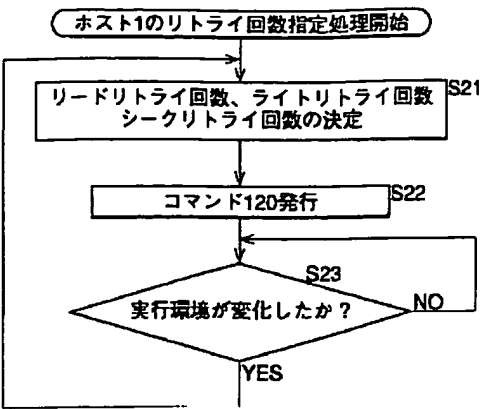 ホスト1のリトライ回数指定処理開始
リードリトライ回数、ライトリトライ回数
シークリトライ回数の決定
S21
コマンド120発行
S22
S23
実行環境が変化したか?
NO
YES